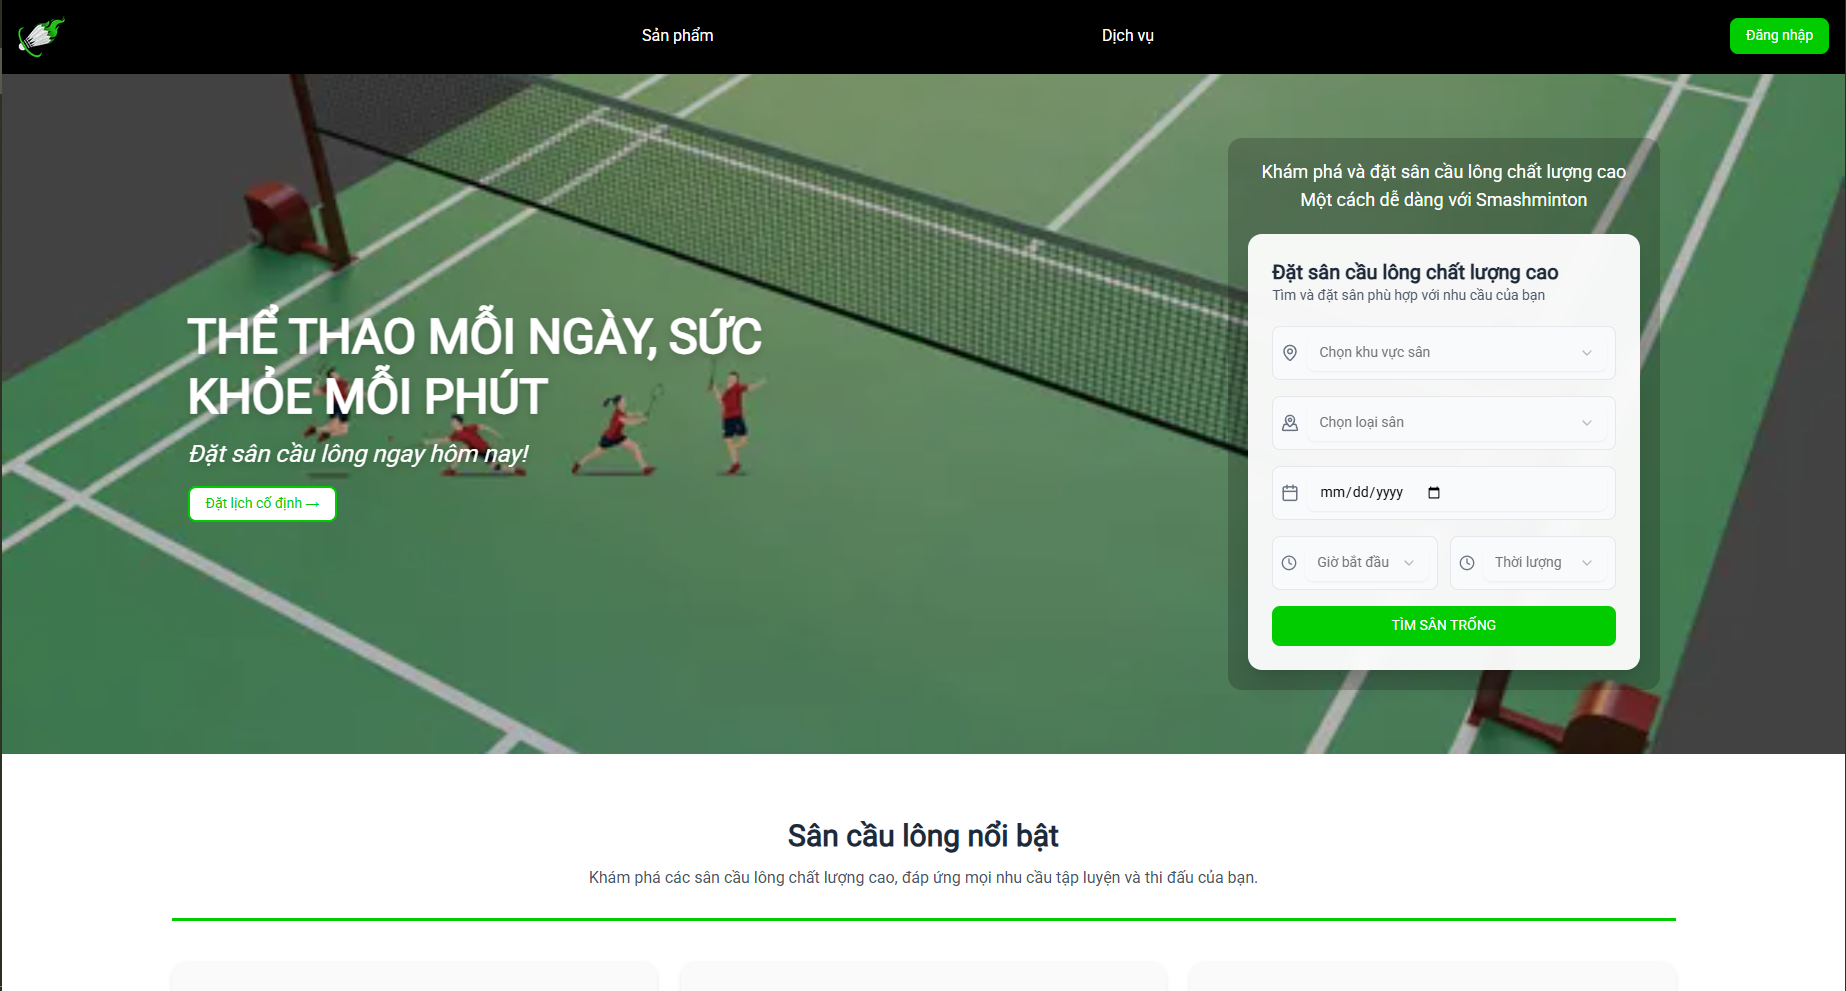 Sản phẩm
Dịch vụ
Đăng nhập
Khám phá và đặt sân cầu lông chất lượng cao
Một cách dễ dàng với Smashminton
THỂ THAO MỖI NGÀY, SỨC
KHỎE MỖI PHÚT
Đặt sân cầu lông ngay hôm nay!
Đặt lịch cố định →
Đặt sân cầu lông chất lượng cao
Tìm và đặt sân phù hợp với nhu cầu của bạn
Chọn khu vực sân
Chọn loại sân
mm/dd/yyyy
Giờ bắt đầu
Thời lượng
TÌM SÂN TRỐNG
Sân cầu lông nổi bật
Khám phá các sân cầu lông chất lượng cao, đáp ứng mọi nhu cầu tập luyện và thi đấu của bạn.